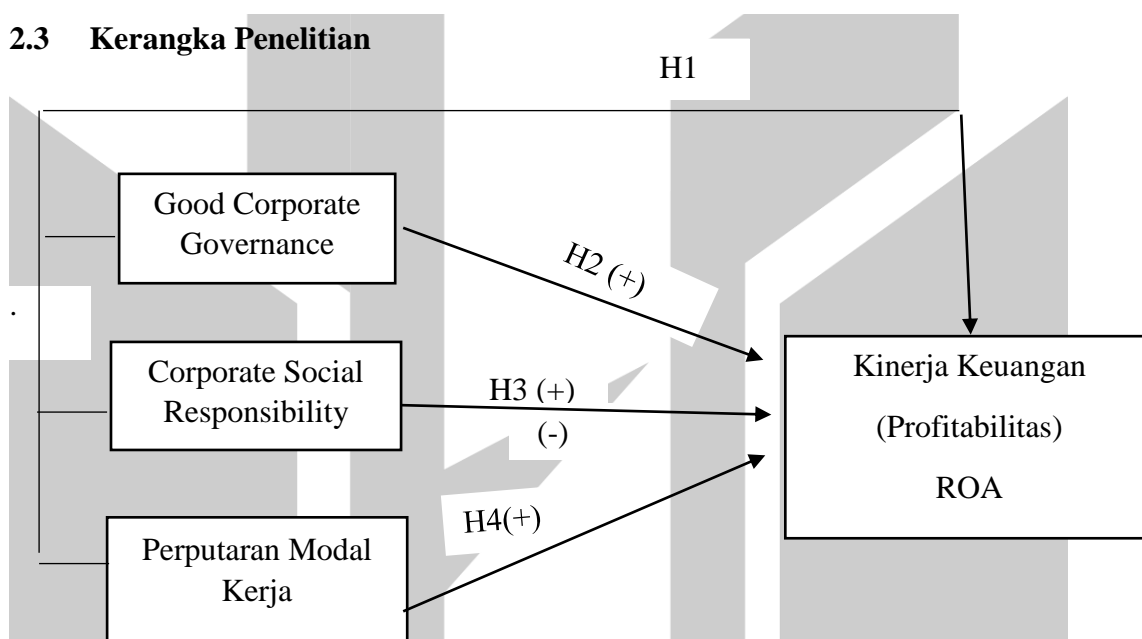 2.3 Kerangka Penelitian
H1
Good Corporate
Governance
H2 (+)
.
Corporate Social
Responsibility
H3 (+)
(-)
Kinerja Keuangan
(Profitabilitas)
ROA
H4(+)
Perputaran Modal
Kerja